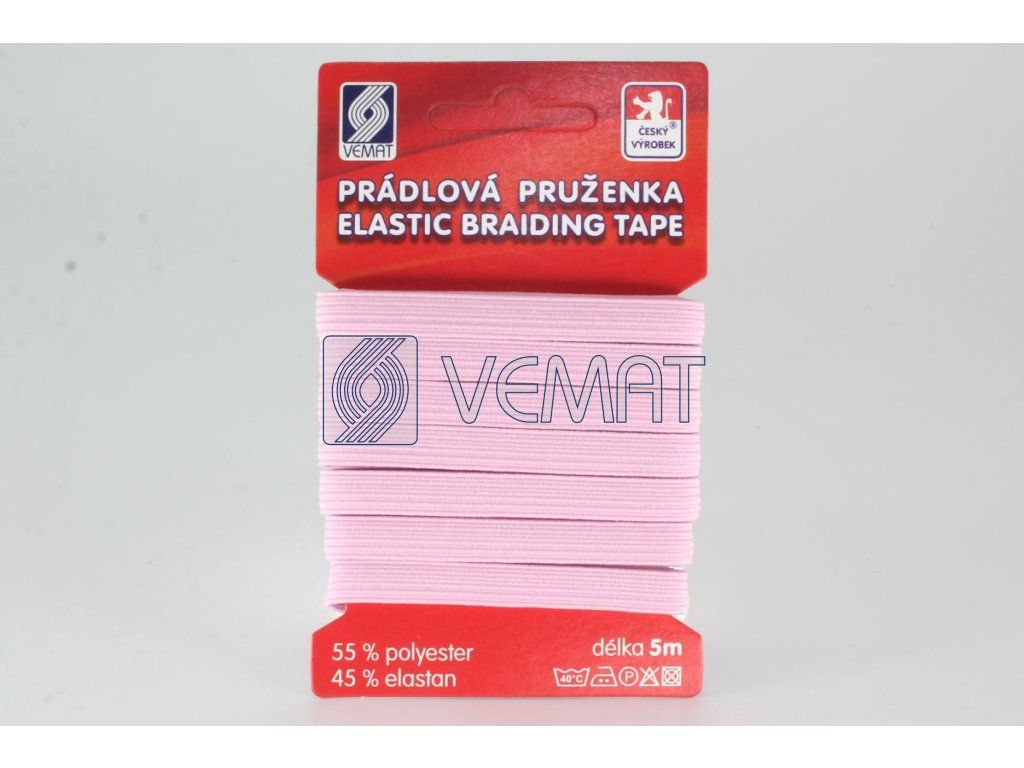 VEMAT
ČESKÝ®
VÝROBEK
PRÁDLOVÁ PRUŽENKA
ELASTIC BRAIDING TAPE
VEMAT
55 % polyester
45 % elastan
délka 5m
40°C
P